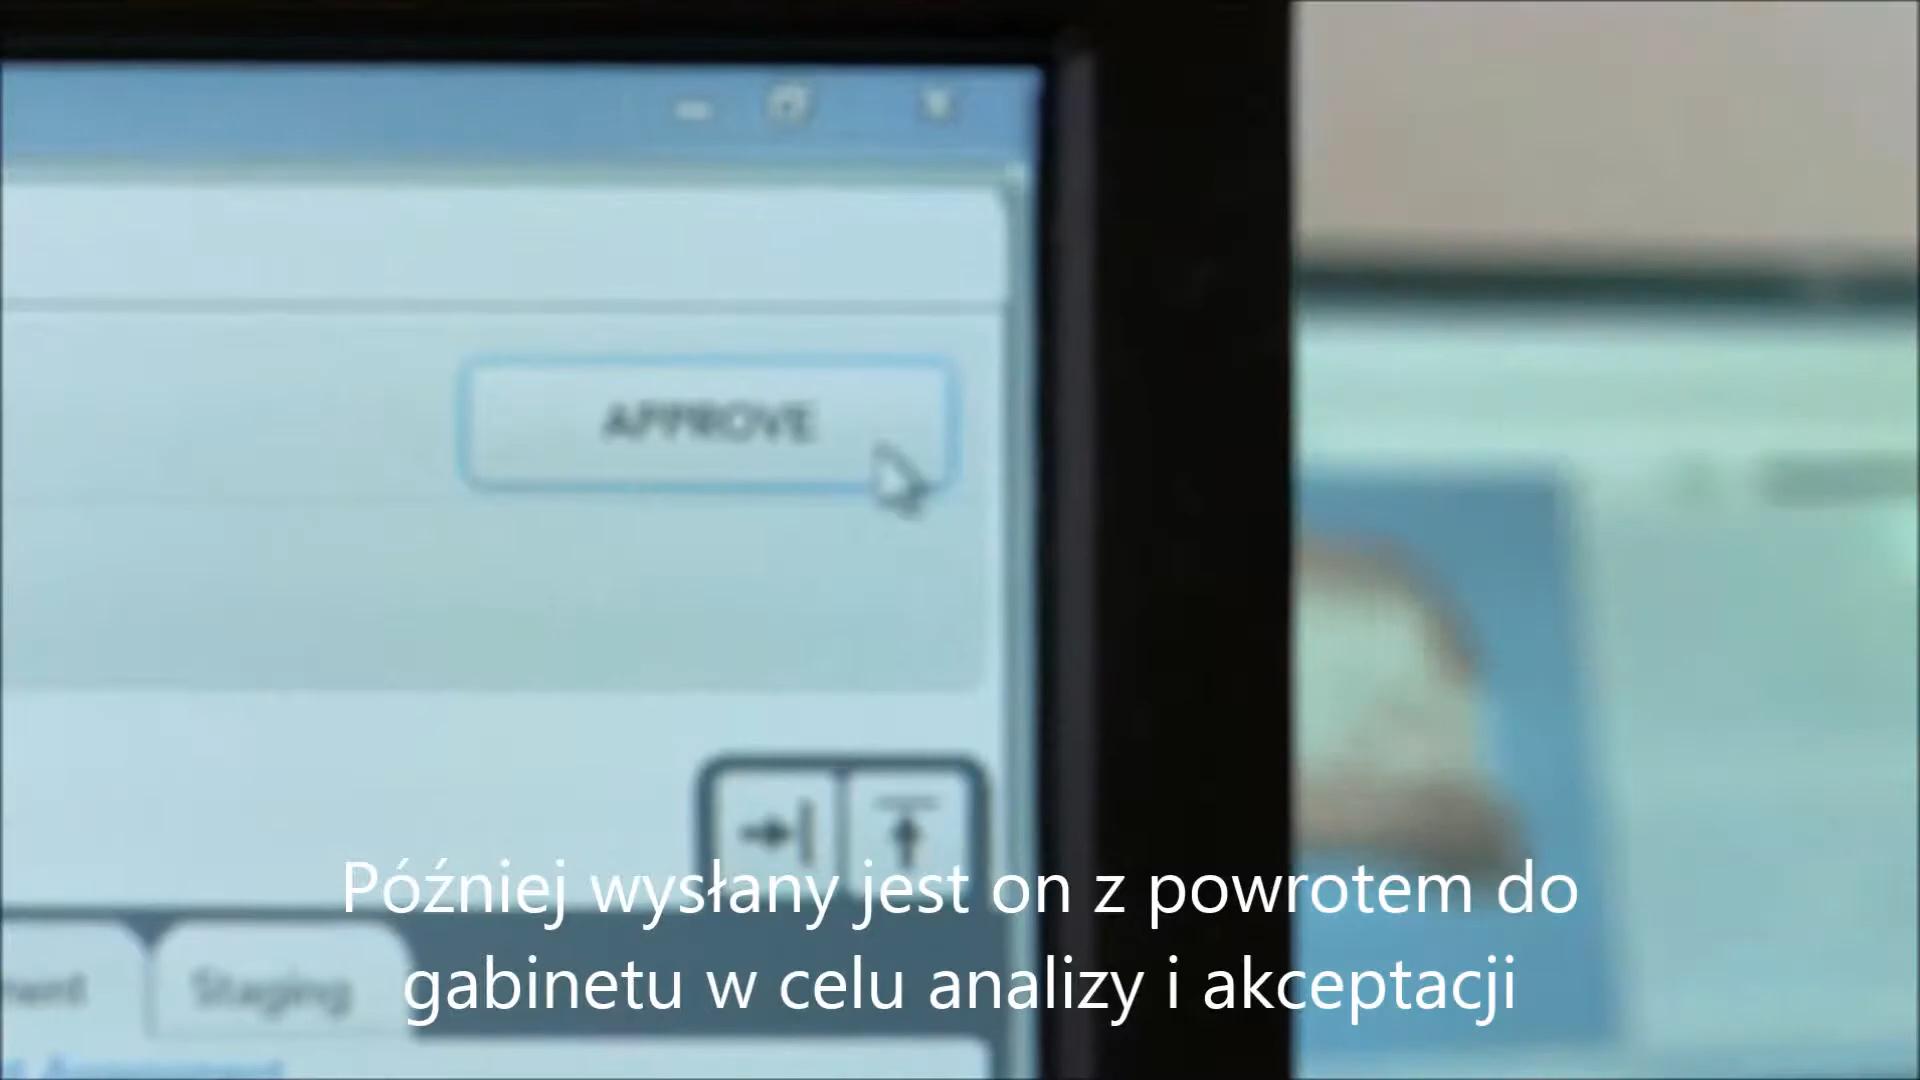 APPROVE
Staging
Później wysłany jest on z powrotem do
gabinetu w celu analizy i akceptacji